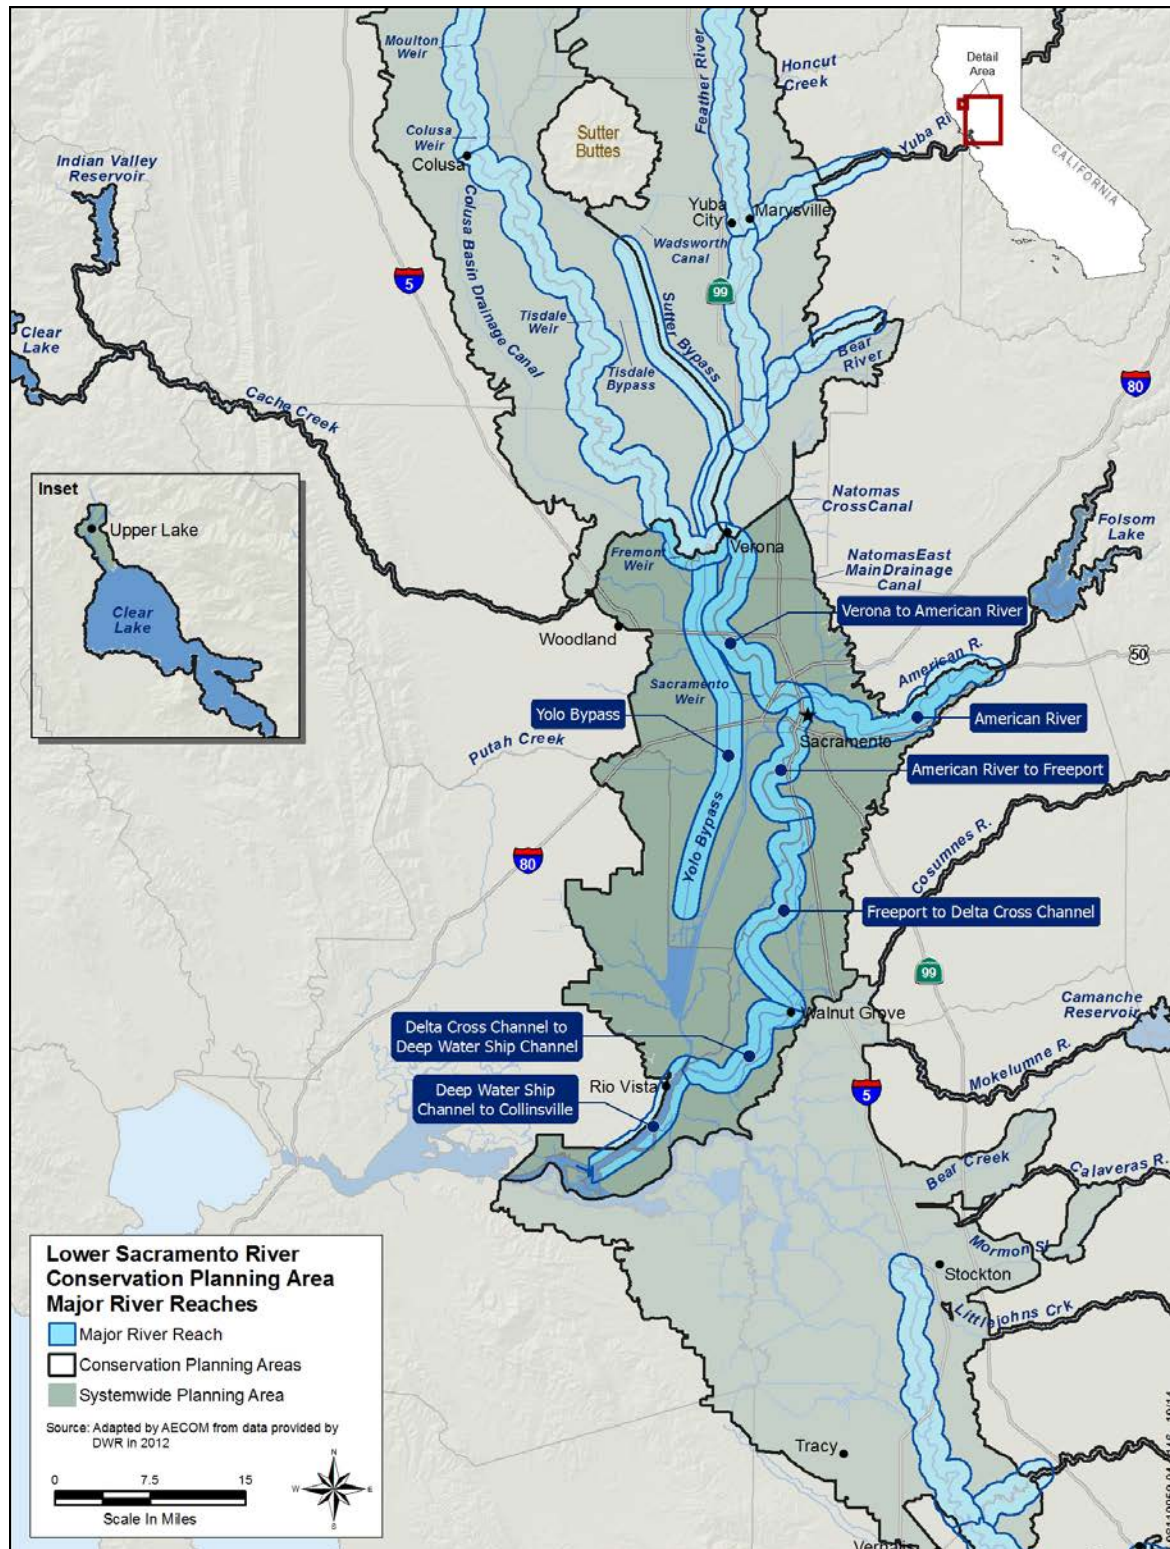 Moulton
Weir
Feather River
Honcut
Creek
Detail
Area
CALIFORNIA
Colusa
Weir
Colusa
Sutter
Buttes
Yuba Ri
Indian Valley
Reservoir
Yuba
City
Marysville
Colusa Basin Drainage Canal
Wadsworth
Canal
5
99
Sutter Bypass
Tisdale
Weir
Tisdale
Bypass
Bear
River
Clear
Lake
80
Cache Creek
Inset
Upper Lake
Clear
Lake
Natomas
CrossCanal
Folsom
Lake
Verona
Fremont
Weir
NatomasEast
MainDrainage
Canal
Woodland
Verona to American River
50
American R.
Sacramento
Weir
Yolo Bypass
American River
Sacramento
Putah Creek
American River to Freeport
Yolo Bypass
80
Cosumnes R.
Freeport to Delta Cross Channel
99
Camanche
Reservoir
Walnut Grove
Delta Cross Channel to
Deep Water Ship Channel
Mokelumne R.
Rio Vista
5
Deep Water Ship
Channel to Collinsville
Bear Creek
Calaveras R.
Mormon Sl
Stockton
Littlejohns Crk
Tracy
Vernalis
Lower Sacramento River
Conservation Planning Area
Major River Reaches
Major River Reach
Conservation Planning Areas
Systemwide Planning Area
Source: Adapted by AECOM from data provided by
DWR in 2012
0 7.5 15
Scale In Miles
N
W E
S